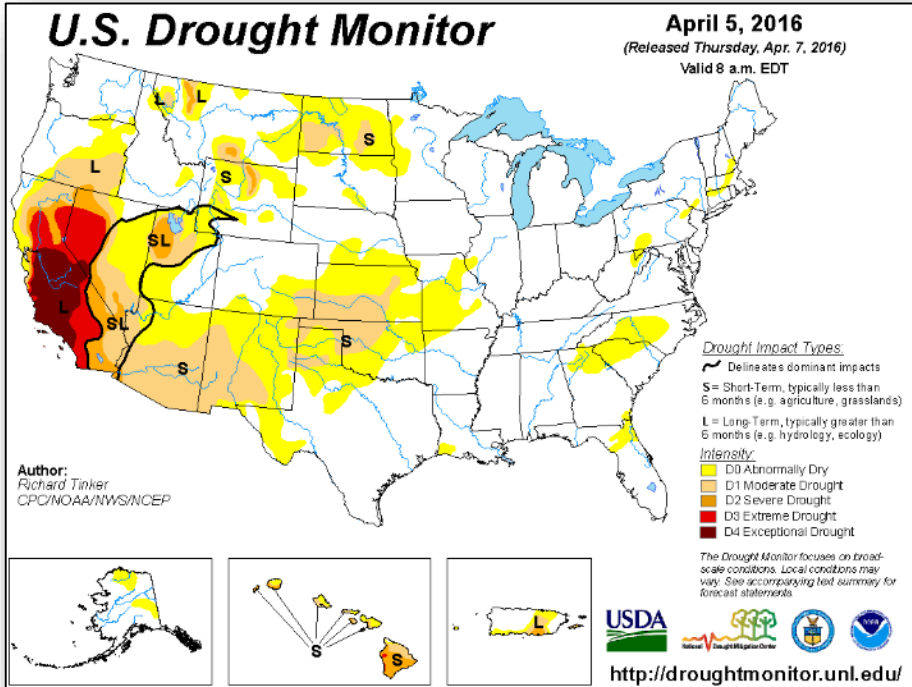 U.S. Drought Monitor
April 5, 2016
(Released Thursday, Apr. 7, 2016)
Valid 8 a.m. EDT
L
L
S
L
S
SL
L
SL
S
S
Drought Impact Types:
Delineates dominant impacts
S = Short-Term, typically less than
6 months (e.g. agriculture, grasslands)
L = Long-Term, typically greater than
6 months (e.g. hydrology, ecology)
Intensity:
D0 Abnormally Dry
D1 Moderate Drought
D2 Severe Drought
D3 Extreme Drought
D4 Exceptional Drought
Author:
Richard Tinker
CPC/NOAA/NWS/NCEP
The Drought Monitor focuses on broad-
scale conditions. Local conditions may
vary. See accompanying text summary for
forecast statements.
S
S
L
USDA
National Drought Mitigation Center
http://droughtmonitor.unl.edu/